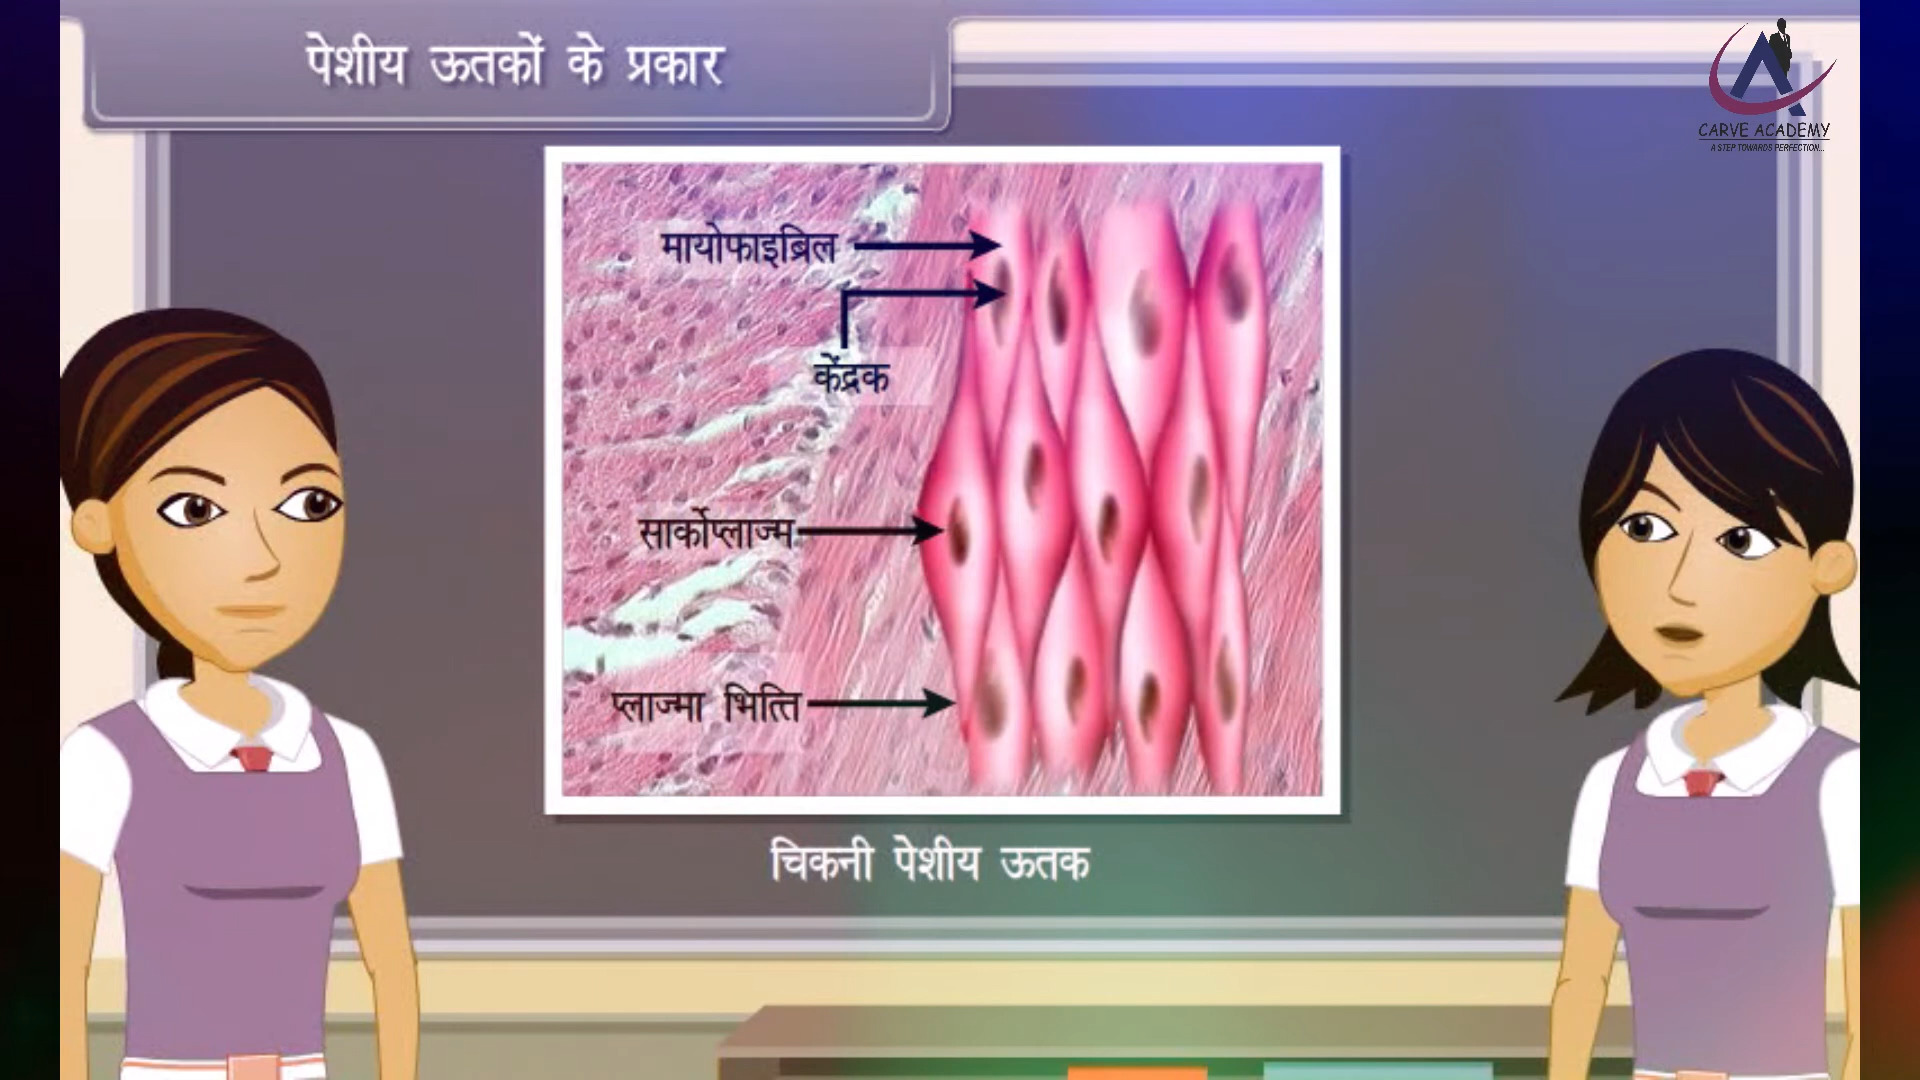 पेशीय ऊतकों के प्रकार
CARVE ACADEMY
A STEP TOWARDS PERFECTION...
मायोफाइब्रिल
केंद्रक
सार्कोप्लाज्म
प्लाज्मा भित्ति
चिकनी पेशीय ऊतक